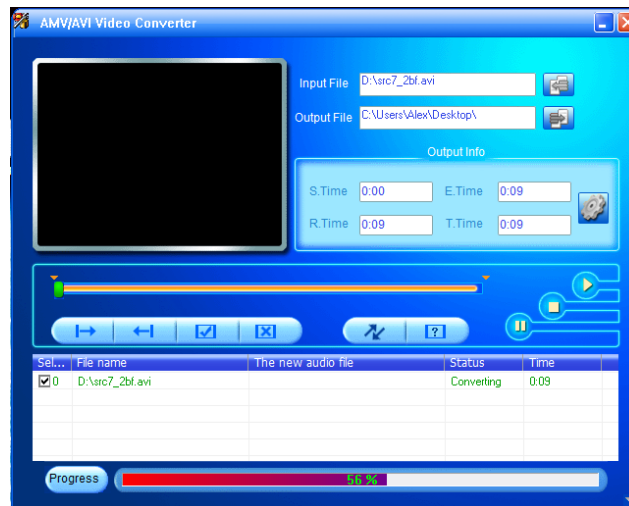 AMV/AVI Video Converter
Input File D:\src7_2bf.avi
Output File C:\Users\Alex\Desktop\
Output Info
S.Time 0:00 E.Time 0:09
R.Time 0:09 T.Time 0:09
?
Sel... File name The new audio file Status Time
0 D:\src7_2bf.avi Converting 0:09
Progress 56 %